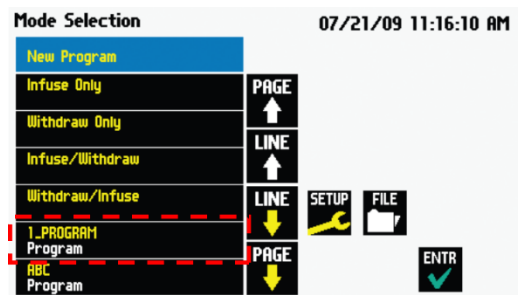 Mode Selection
07/21/09 11:16:10 AM
New Program
Infuse Only
Withdraw Only
Infuse/Withdraw
Withdraw/Infuse
1_PROGRAM
Program
ABC
Program
PAGE
LINE
LINE
PAGE
SETUP
FILE
ENTR